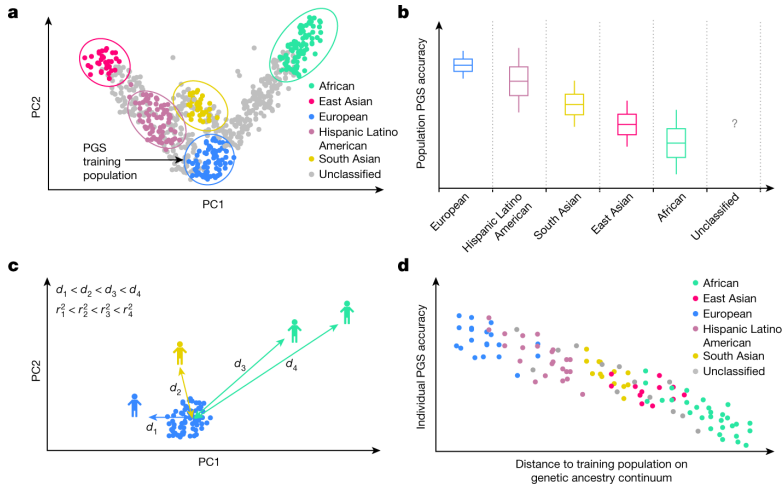 a
PC2
PGS
training
population
PC1
African
East Asian
European
Hispanic Latino
American
South Asian
Unclassified
b
Population PGS accuracy
?
European
Hispanic Latino
American
South Asian
East Asian
African
Unclassified
c
d1 < d2 < d3 < d4
r²1 < r²2 < r²3 < r²4
PC2
d3
d4
d2
d1
PC1
d
Individual PGS accuracy
African
East Asian
European
Hispanic Latino
American
South Asian
Unclassified
Distance to training population on
genetic ancestry continuum